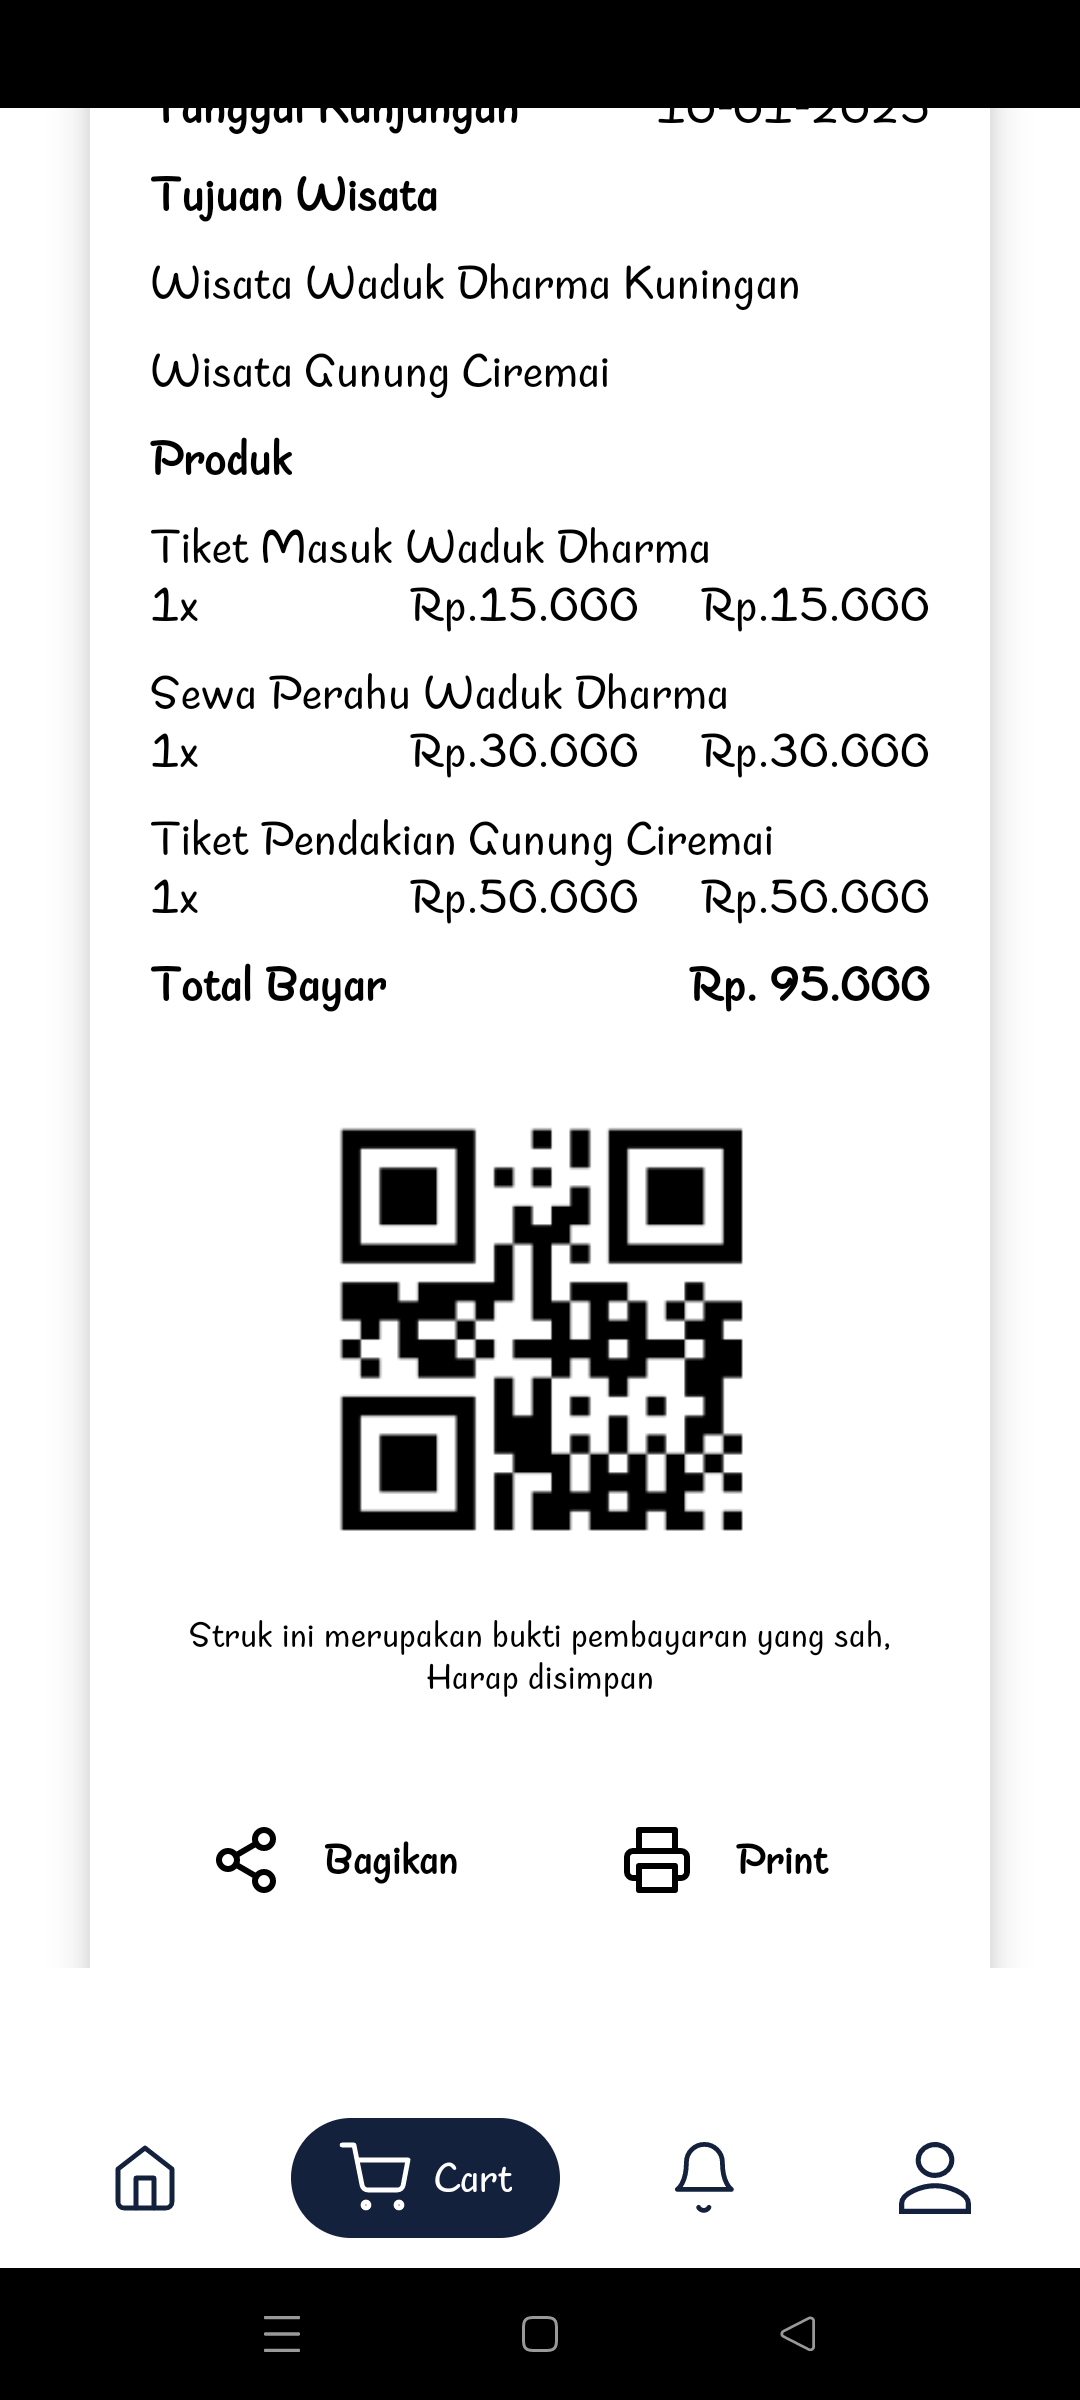 Tanggal Kunjungan 10-01-2025
Tujuan Wisata
Wisata Waduk Dharma Kuningan
Wisata Gunung Ciremai
Produk
Tiket Masuk Waduk Dharma
1x Rp.15.000 Rp.15.000
Sewa Perahu Waduk Dharma
1x Rp.30.000 Rp.30.000
Tiket Pendakian Gunung Ciremai
1x Rp.50.000 Rp.50.000
Total Bayar Rp. 95.000
Struk ini merupakan bukti pembayaran yang sah,
Harap disimpan
Bagikan Print
Cart